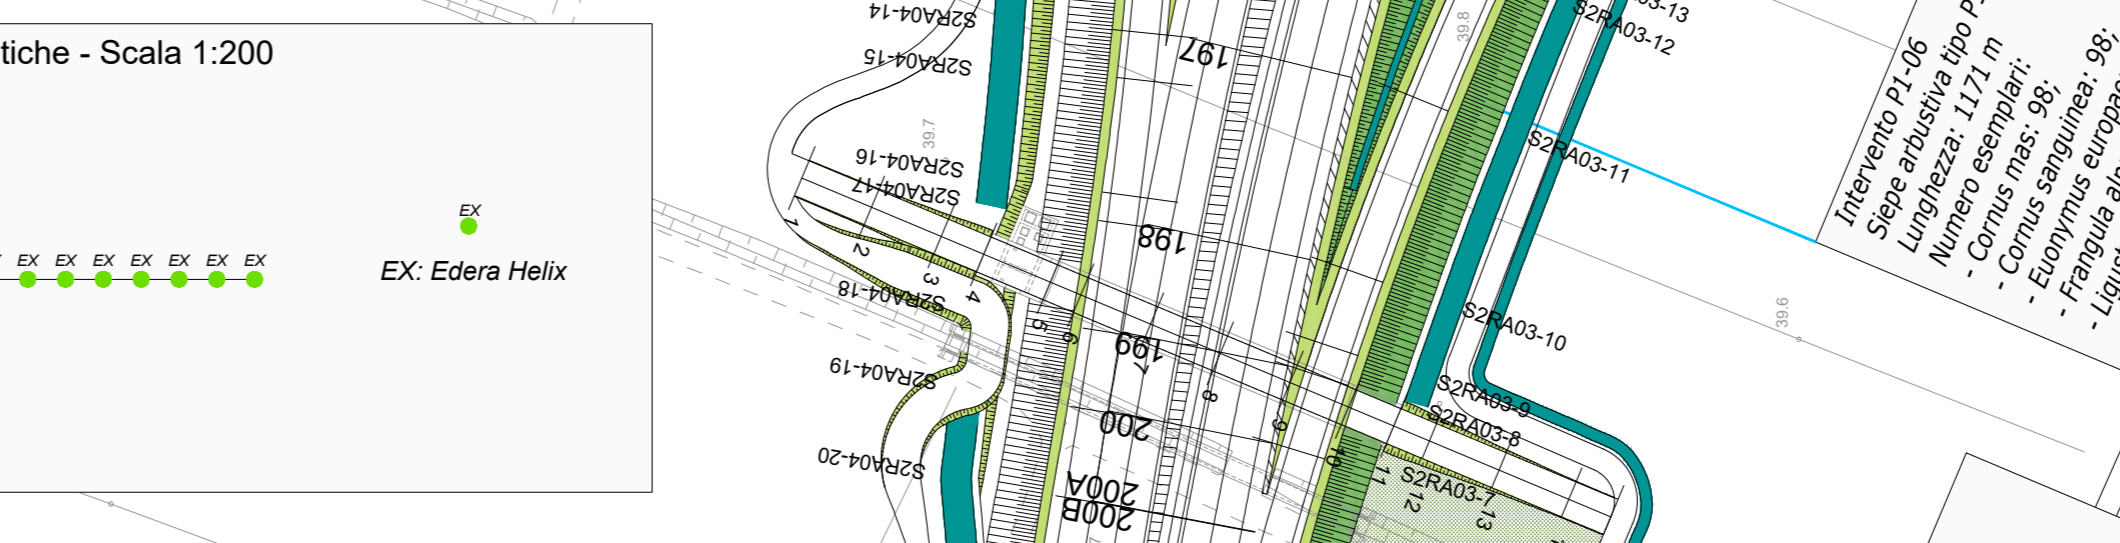 tiche - Scala 1:200
EX
EX EX EX EX EX EX EX
EX: Edera Helix
S2RA04-14
S2RA04-15
S2RA04-16
S2RA04-17
S2RA04-18
S2RA04-19
S2RA04-20
39.7
1
2
3
4
5
6
7
8
9
10
11
12
13
197
198
199
200
200A
200B
39.8
03-13
S2RA03-12
S2RA03-11
S2RA03-10
S2RA03-9
S2RA03-8
S2RA03-7
39.6
Intervento P1-06
Siepe arbustiva tipo P
Lunghezza: 1171 m
Numero esemplari:
- Cornus mas: 98;
- Cornus sanguinea: 98;
- Euonymus europae
- Frangula aln
- Ligust